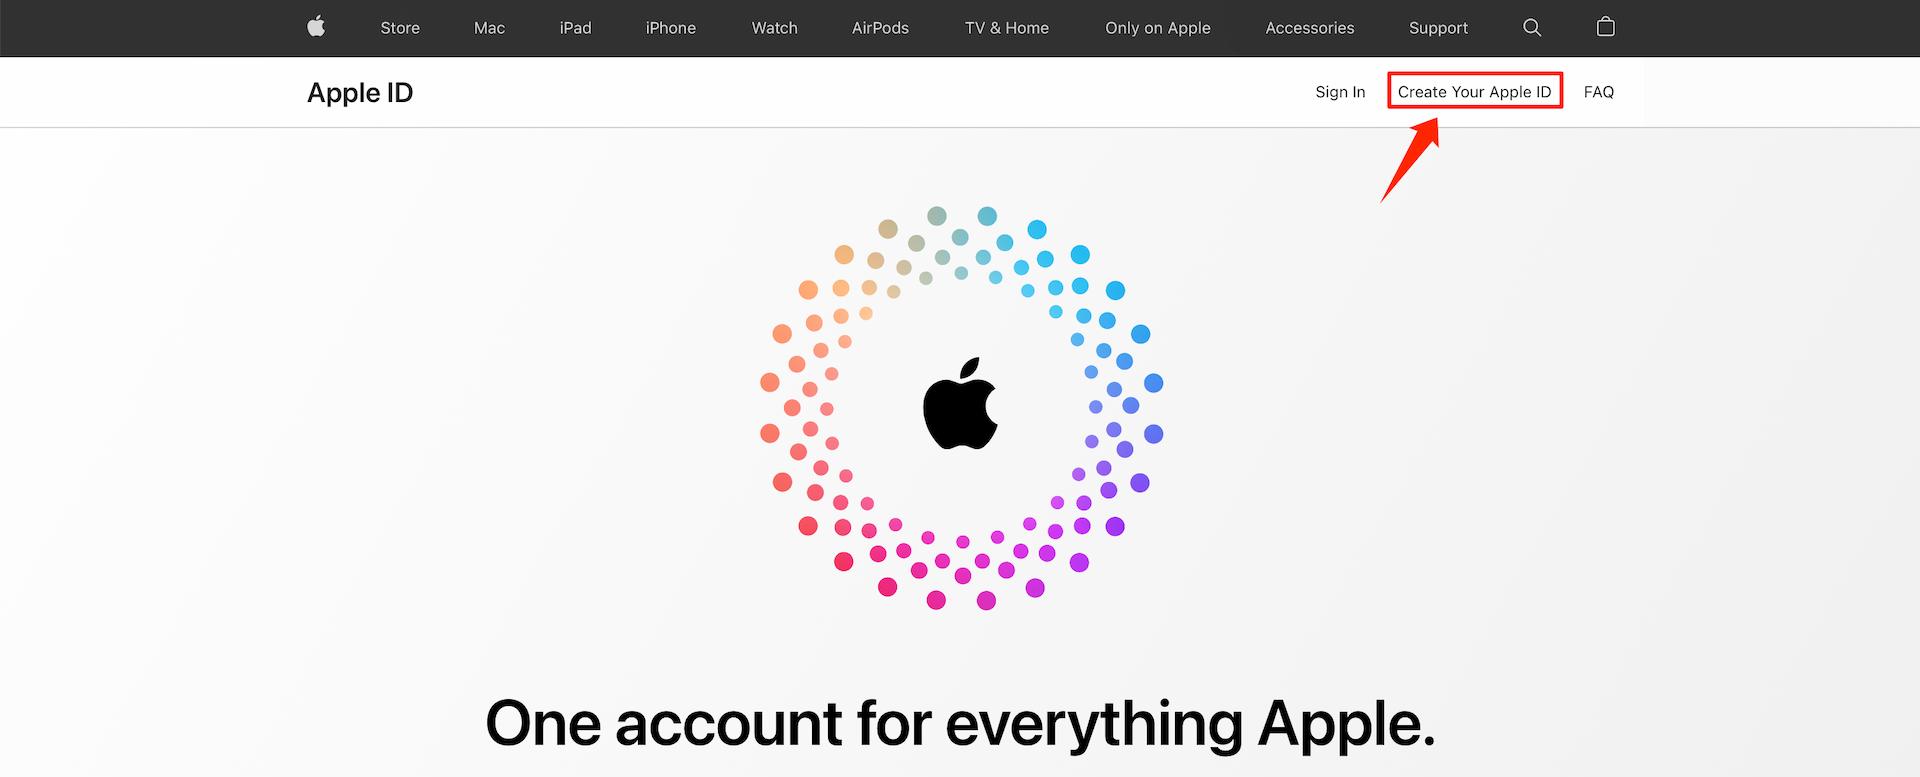 Store Mac iPad iPhone Watch AirPods TV & Home Only on Apple Accessories Support
Apple ID Sign In Create Your Apple ID FAQ
One account for everything Apple.